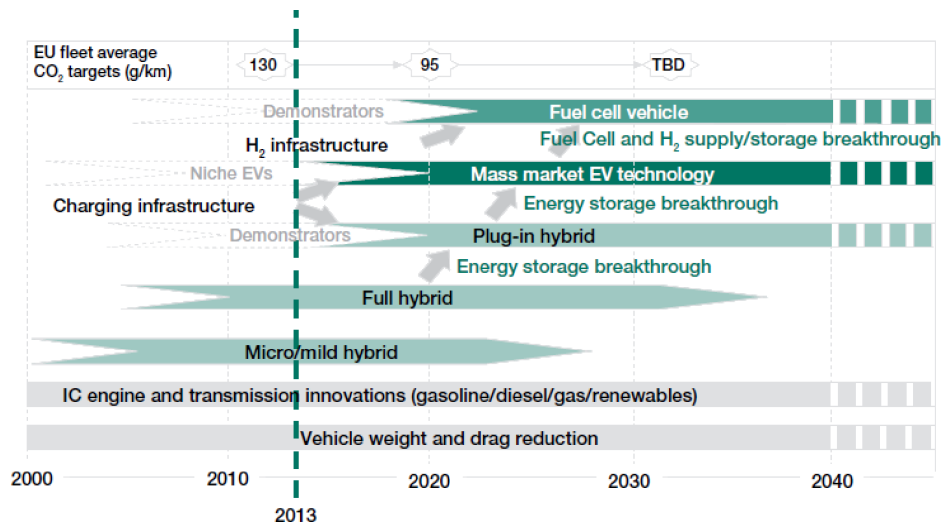 EU fleet average
CO₂ targets (g/km)
130
95
TBD
Demonstrators
Fuel cell vehicle
H₂ infrastructure
Fuel Cell and H₂ supply/storage breakthrough
Niche EVs
Mass market EV technology
Charging infrastructure
Energy storage breakthrough
Demonstrators
Plug-in hybrid
Energy storage breakthrough
Full hybrid
Micro/mild hybrid
IC engine and transmission innovations (gasoline/diesel/gas/renewables)
Vehicle weight and drag reduction
2000
2010
2020
2030
2040
2013